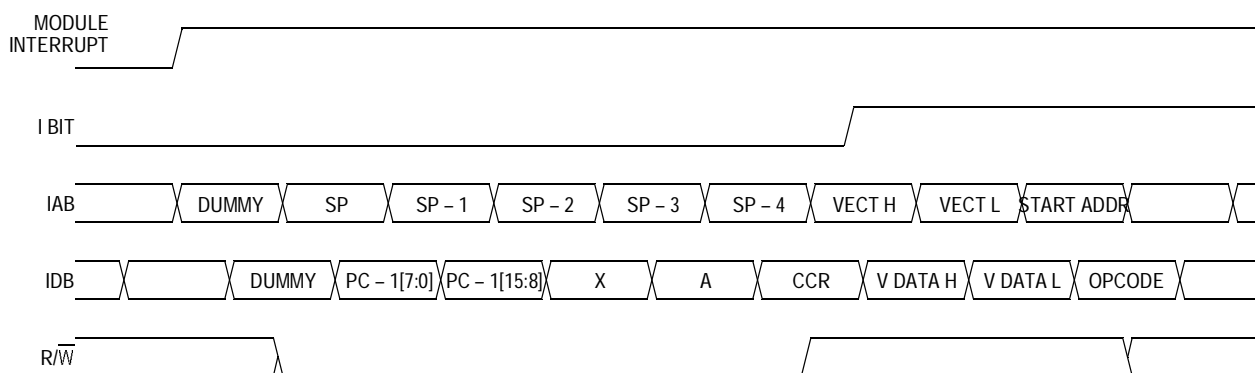 MODULE
INTERRUPT
I BIT
IAB DUMMY SP SP – 1 SP – 2 SP – 3 SP – 4 VECT H VECT L START ADDR
IDB DUMMY PC – 1[7:0] PC – 1[15:8] X A CCR V DATA H V DATA L OPCODE
R/W̅